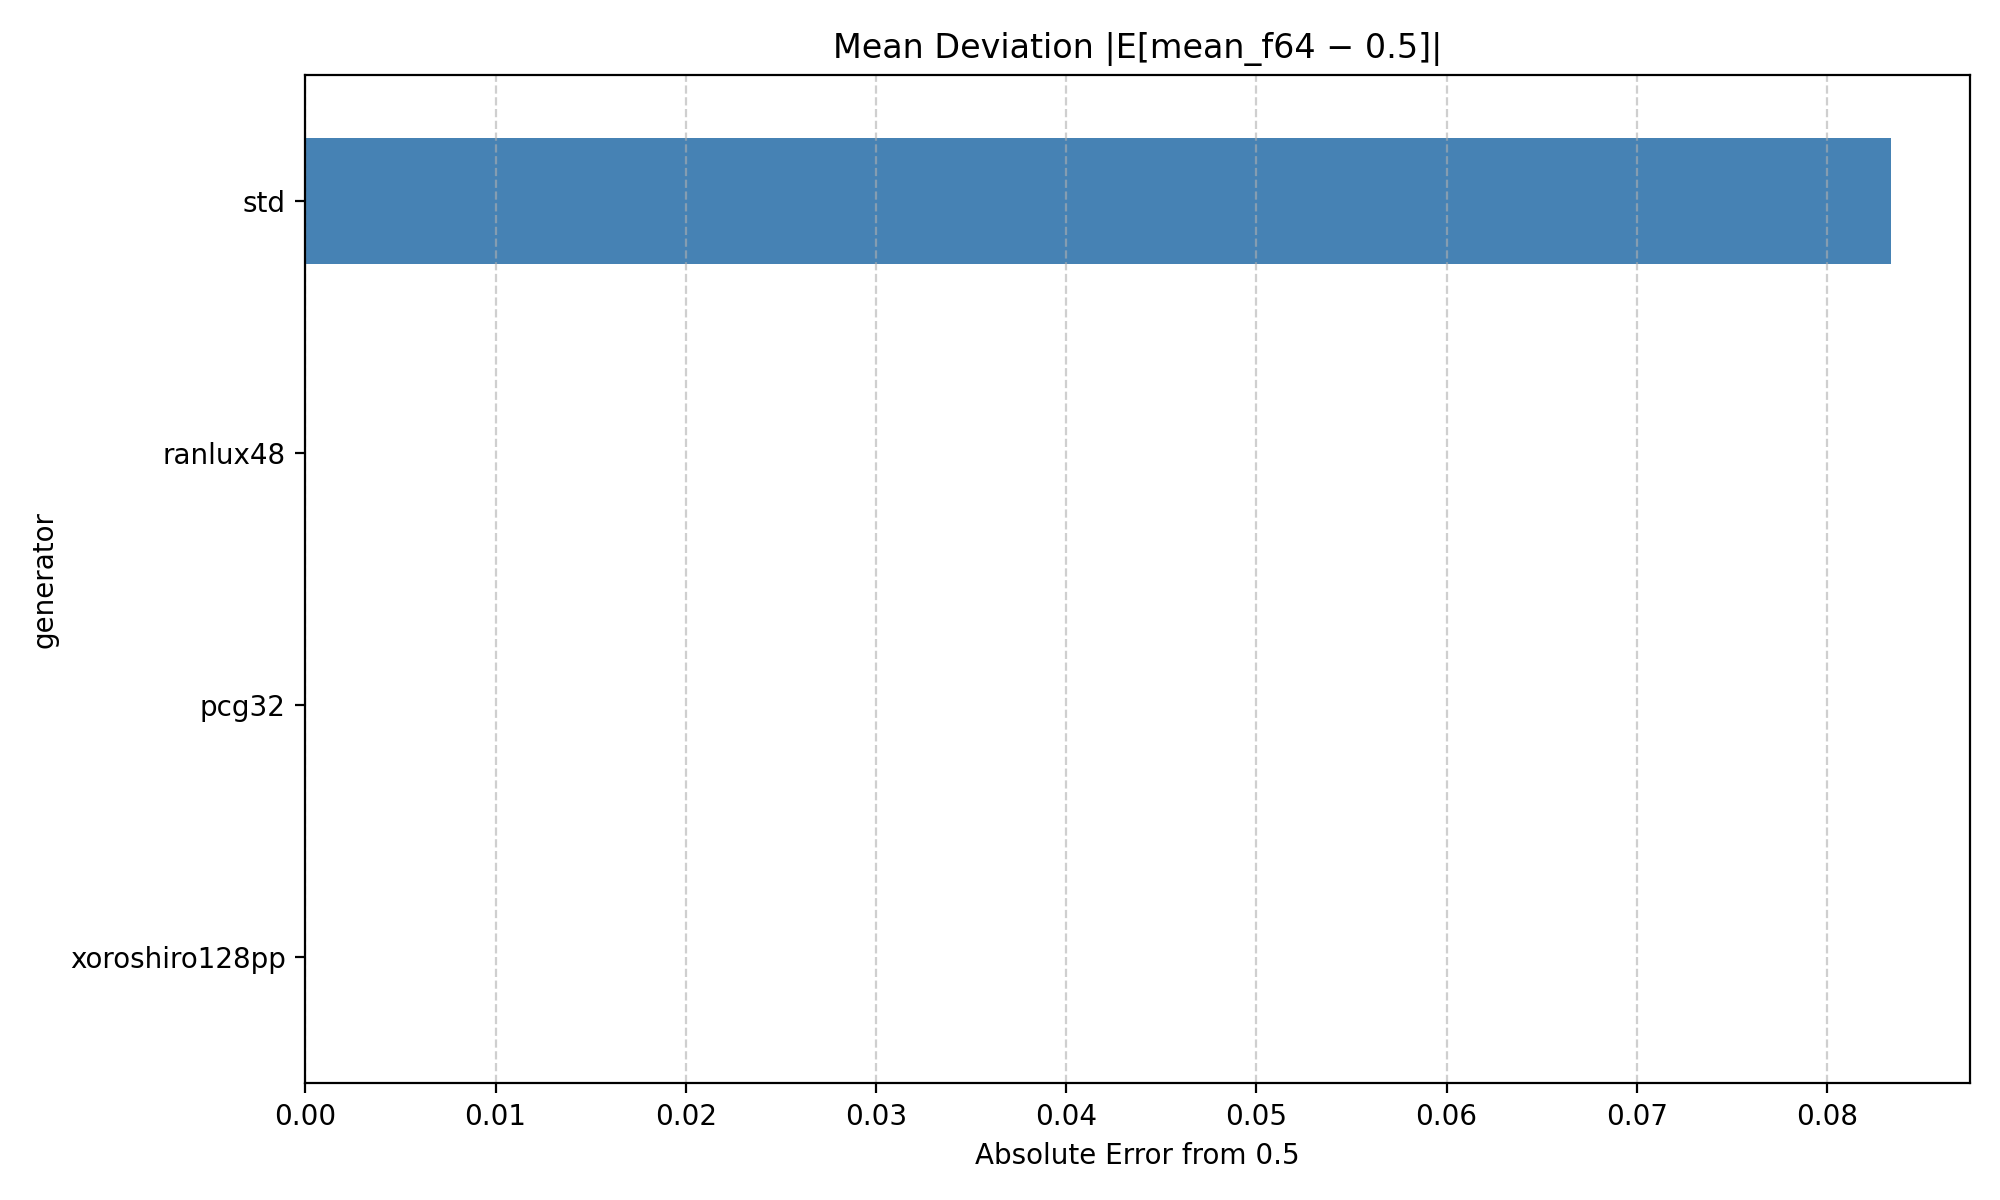 Mean Deviation |E[mean_f64 − 0.5]|
std
ranlux48
pcg32
xoroshiro128pp
generator
0.00 0.01 0.02 0.03 0.04 0.05 0.06 0.07 0.08
Absolute Error from 0.5